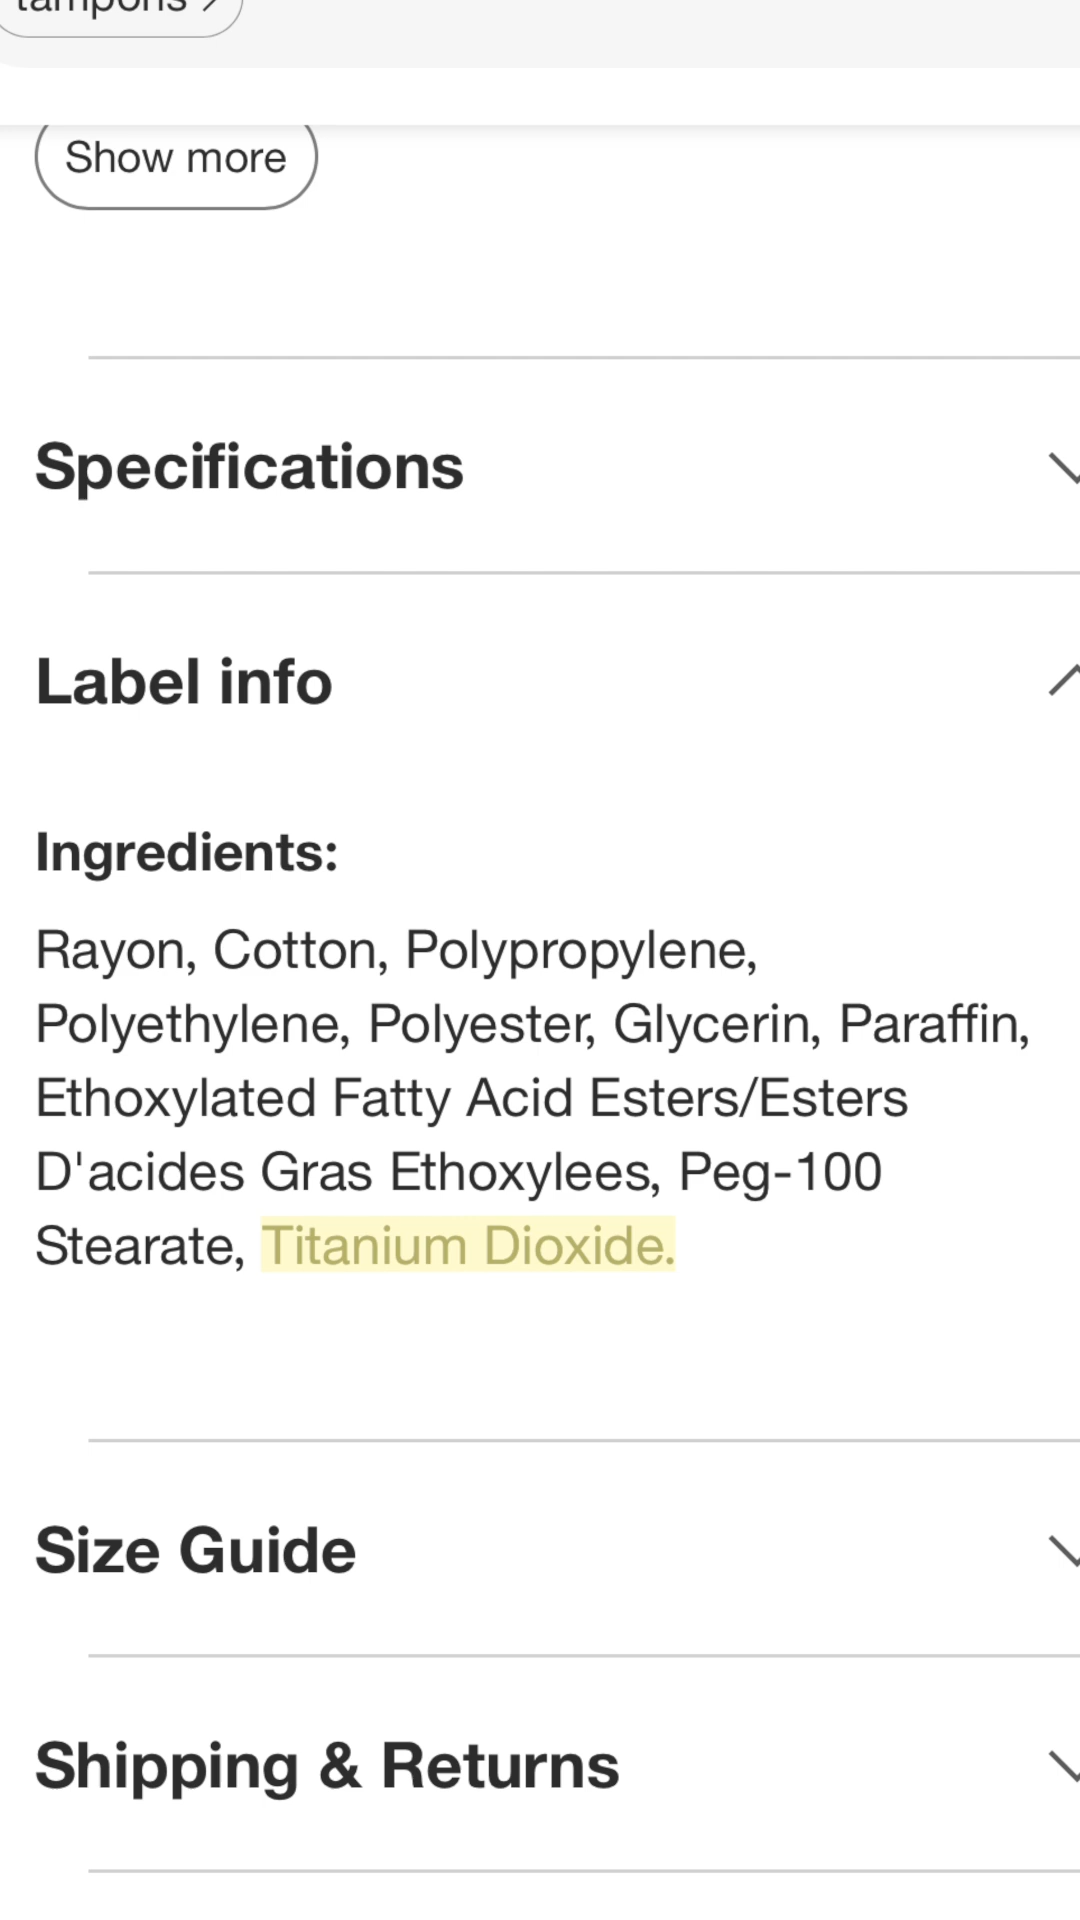 tampons
Show more
Specifications
Label info
Ingredients:
Rayon, Cotton, Polypropylene,
Polyethylene, Polyester, Glycerin, Paraffin,
Ethoxylated Fatty Acid Esters/Esters
D'acides Gras Ethoxylees, Peg-100
Stearate, Titanium Dioxide.
Size Guide
Shipping & Returns